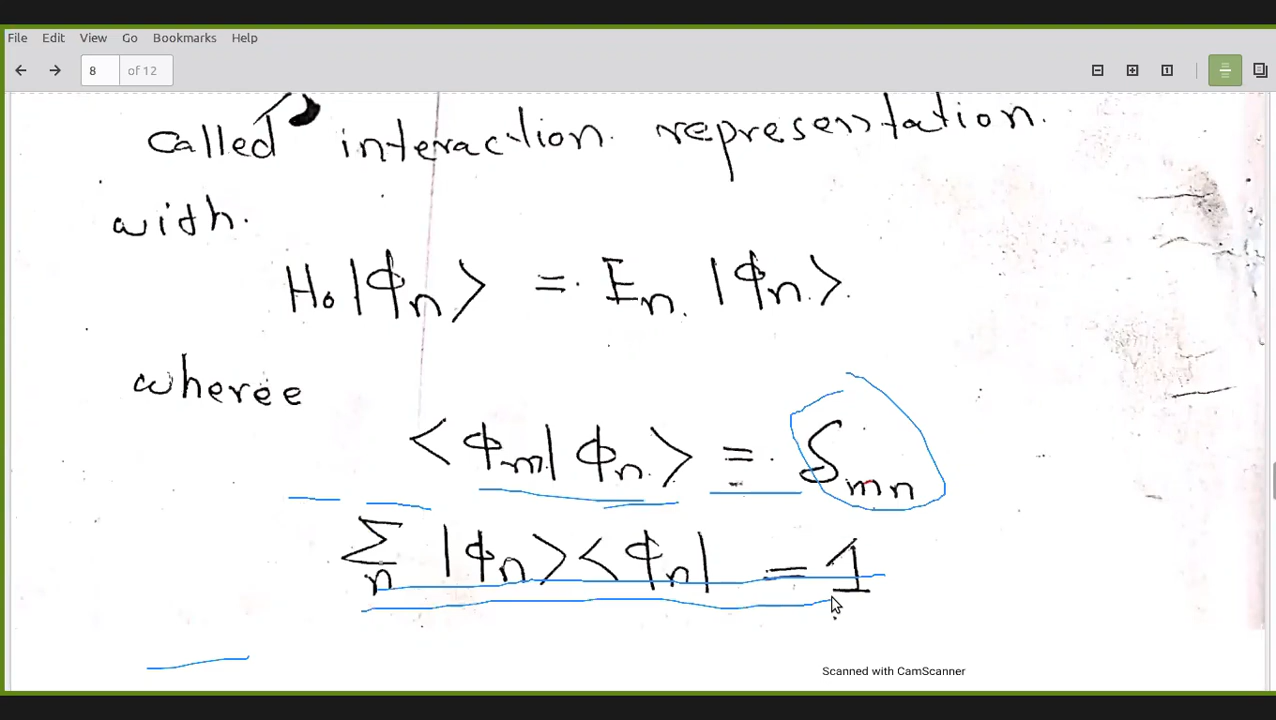 File Edit View Go Bookmarks Help
8 of 12
Called interaction representation.
with.
H₀|ϕₙ⟩ = Eₙ |ϕₙ⟩.
wheree
<ϕₘ|ϕₙ> = δₘₙ
∑ₙ |ϕₙ><ϕₙ| = 1
Scanned with CamScanner